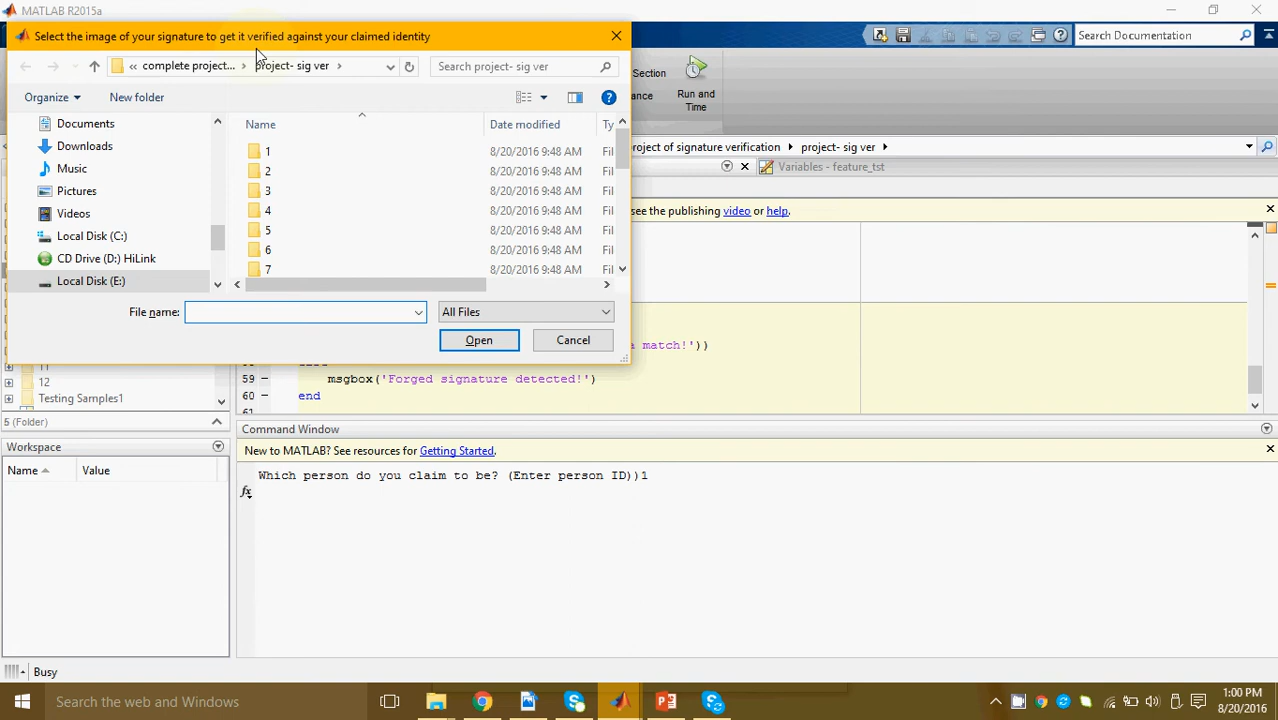 MATLAB R2015a
Select the image of your signature to get it verified against your claimed identity
« complete project... › project- sig ver ›
Search project- sig ver
Search Documentation
Organize
New folder
Section
Run and
Time
Documents
Downloads
Music
Pictures
Videos
Local Disk (C:)
CD Drive (D:) HiLink
Local Disk (E:)
Name
Date modified
Ty
1 8/20/2016 9:48 AM Fil
2 8/20/2016 9:48 AM Fil
3 8/20/2016 9:48 AM Fil
4 8/20/2016 9:48 AM Fil
5 8/20/2016 9:48 AM Fil
6 8/20/2016 9:48 AM Fil
7 8/20/2016 9:48 AM Fil
File name:
All Files
Open
Cancel
roject of signature verification ▸ project- sig ver ▸
Variables - feature_tst
see the publishing video or help.
a match!'))
59 – msgbox('Forged signature detected!')
60 – end
61
12
Testing Samples1
5 (Folder)
Workspace
Name Value
Command Window
New to MATLAB? See resources for Getting Started.
Which person do you claim to be? (Enter person ID))1
fx
Busy
Search the web and Windows
1:00 PM
8/20/2016